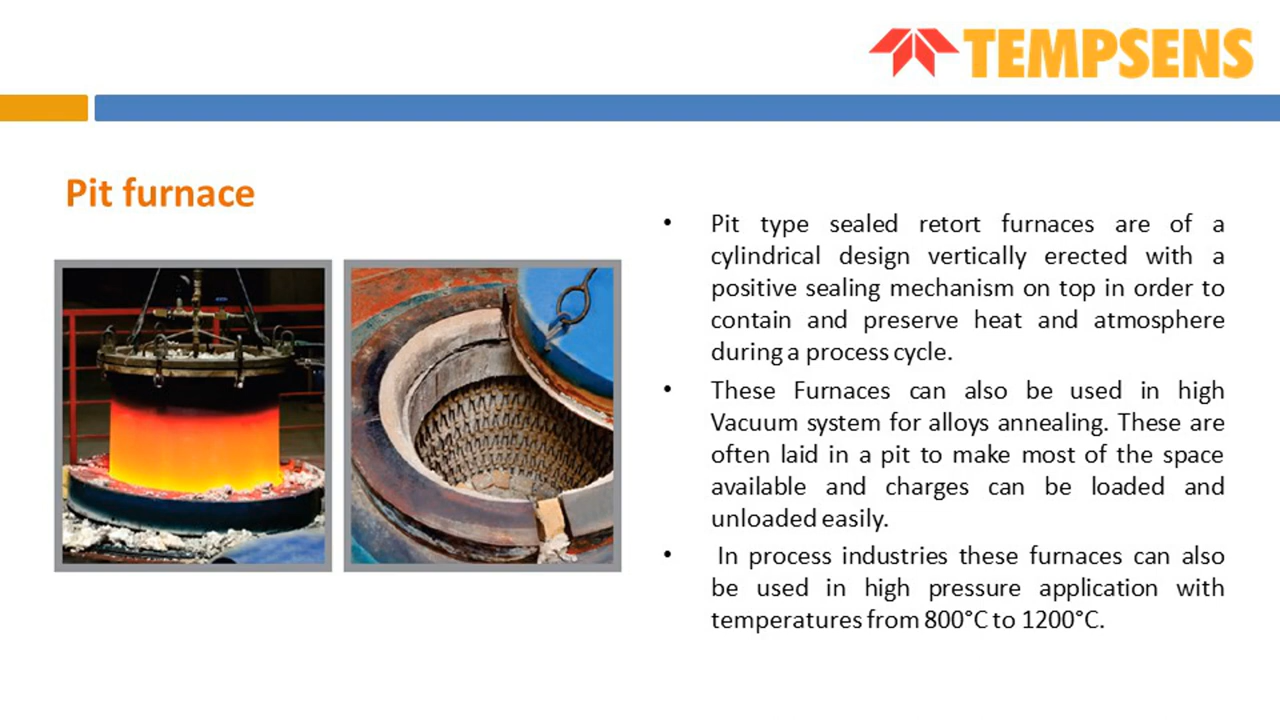 TEMPSENS
Pit furnace
• Pit type sealed retort furnaces are of a
cylindrical design vertically erected with a
positive sealing mechanism on top in order to
contain and preserve heat and atmosphere
during a process cycle.
• These Furnaces can also be used in high
Vacuum system for alloys annealing. These are
often laid in a pit to make most of the space
available and charges can be loaded and
unloaded easily.
• In process industries these furnaces can also
be used in high pressure application with
temperatures from 800°C to 1200°C.